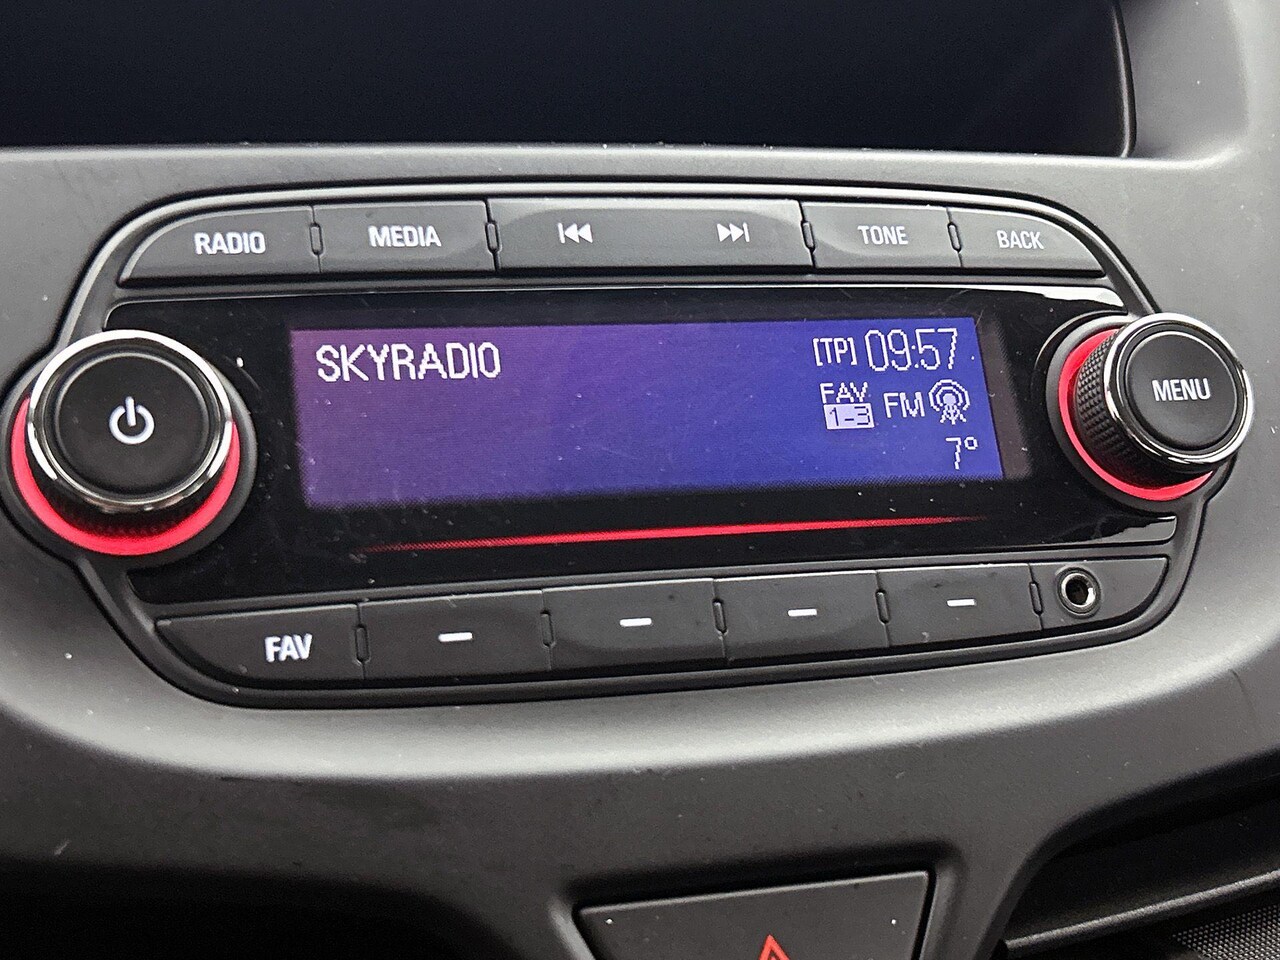 RADIO MEDIA TONE BACK
SKYRADIO [TP] 09:57
FAV FM
1-3
7°
MENU
FAV